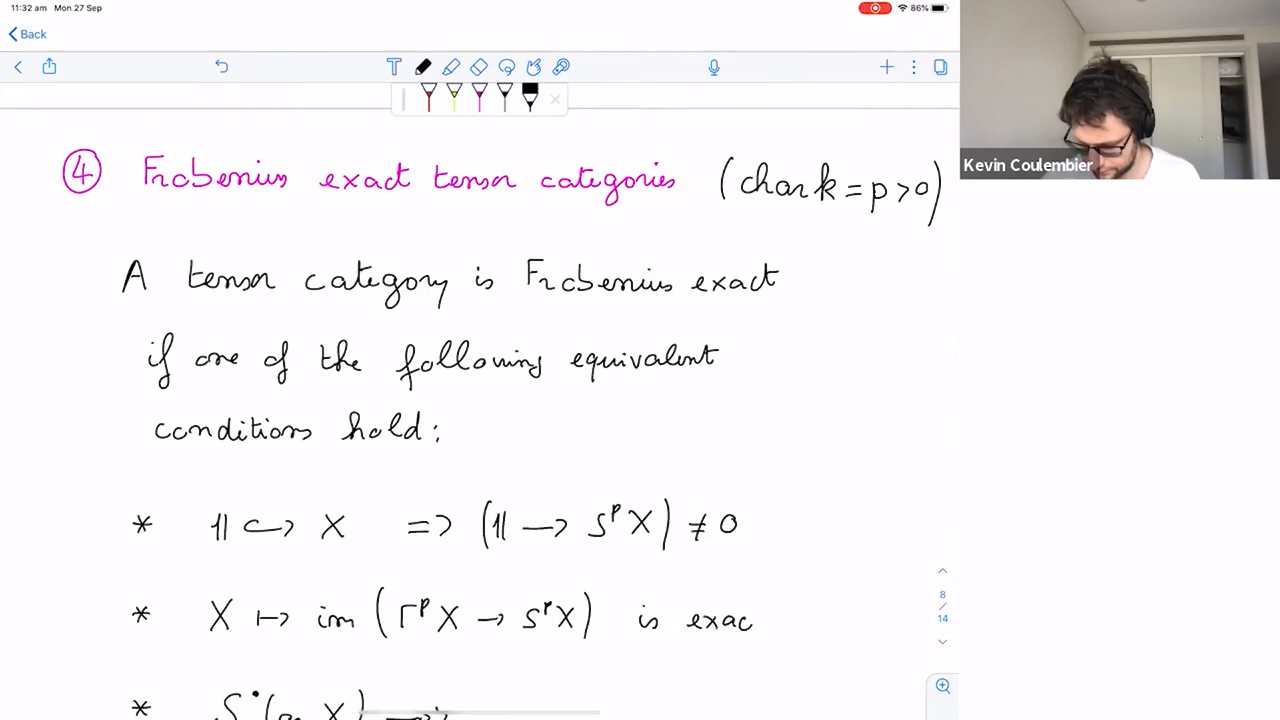 11:32 am Mon 27 Sep
86%
Back
Kevin Coulembier
④ Frobenius exact tensor categories (char k = p > 0)
A tensor category is Frobenius exact
if one of the following equivalent
conditions hold:
* 𝟙 ↪ X => (𝟙 → SᵖX) ≠ 0
* X ↦ im (ΓᵖX → SᵖX) is exac
8
/
14